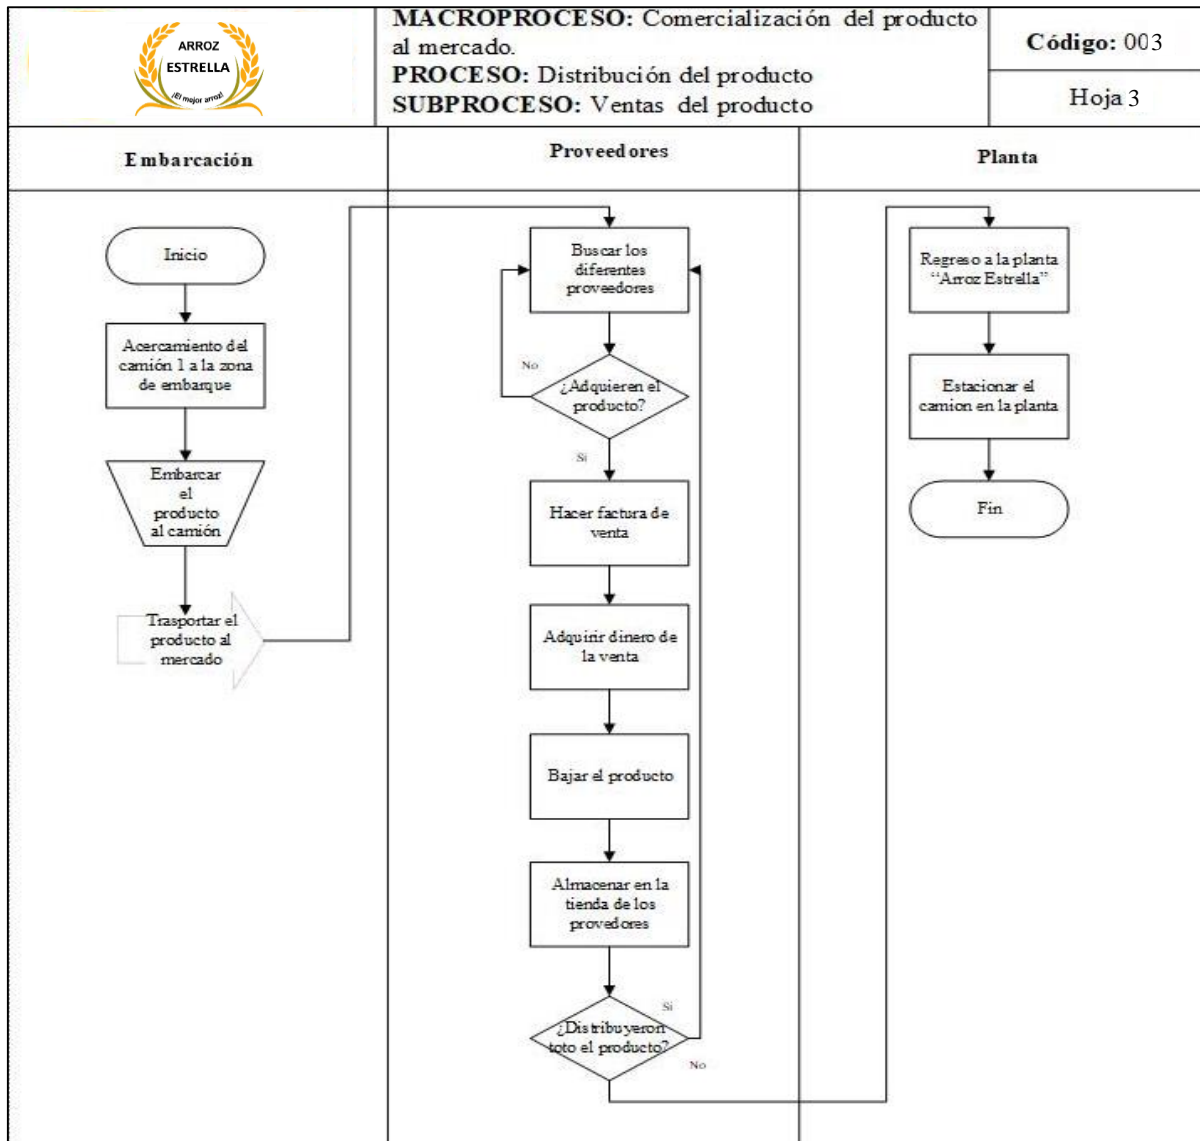 ARROZ
ESTRELLA
¡El mejor arroz!
MACROPROCESO: Comercialización del producto
al mercado.
PROCESO: Distribución del producto
SUBPROCESO: Ventas del producto
Código: 003
Hoja 3
Embarcación
Proveedores
Planta
Inicio
Acercamiento del
camión 1 a la zona
de embarque
Embarcar
el
producto
al camión
Trasportar el
producto al
mercado
Buscar los
diferentes
proveedores
No
¿Adquieren el
producto?
Si
Hacer factura de
venta
Adquirir dinero de
la venta
Bajar el producto
Almacenar en la
tienda de los
provedores
Si
¿Distribuyeron
toto el producto?
No
Regreso a la planta
“Arroz Estrella”
Estacionar el
camion en la planta
Fin